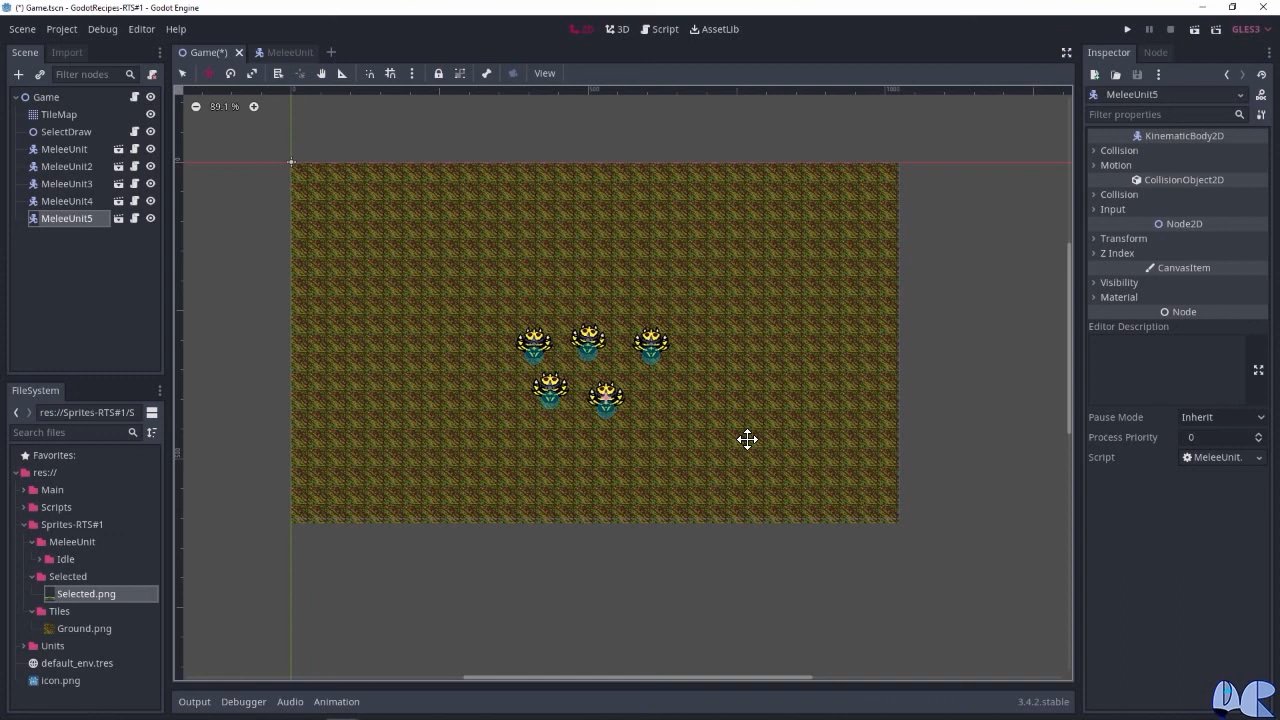 (*) Game.tscn - GodotRecipes-RTS#1 - Godot Engine
Scene Project Debug Editor Help
2D 3D Script AssetLib
GLES3
Scene Import
Game(*) MeleeUnit
Inspector Node
Filter nodes
View
Game
TileMap
SelectDraw
MeleeUnit
MeleeUnit2
MeleeUnit3
MeleeUnit4
MeleeUnit5
89.1 %
0 500 1000
0
500
MeleeUnit5
Filter properties
KinematicBody2D
Collision
Motion
CollisionObject2D
Collision
Input
Node2D
Transform
Z Index
CanvasItem
Visibility
Material
Node
Editor Description
Pause Mode Inherit
Process Priority 0
Script MeleeUnit.
FileSystem
res://Sprites-RTS#1/S
Search files
Favorites:
res://
Main
Scripts
Sprites-RTS#1
MeleeUnit
Idle
Selected
Selected.png
Tiles
Ground.png
Units
default_env.tres
icon.png
Output Debugger Audio Animation
3.4.2.stable